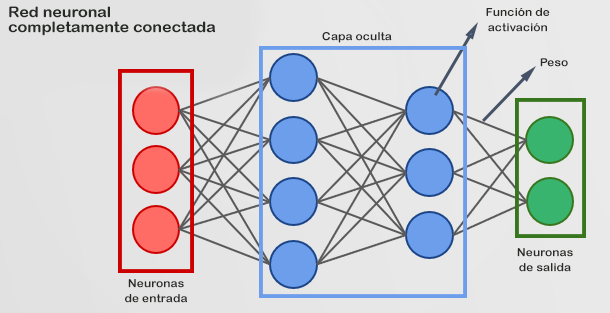 Red neuronal
completamente conectada
Función de
activación
Capa oculta
Peso
Neuronas
de entrada
Neuronas
de salida